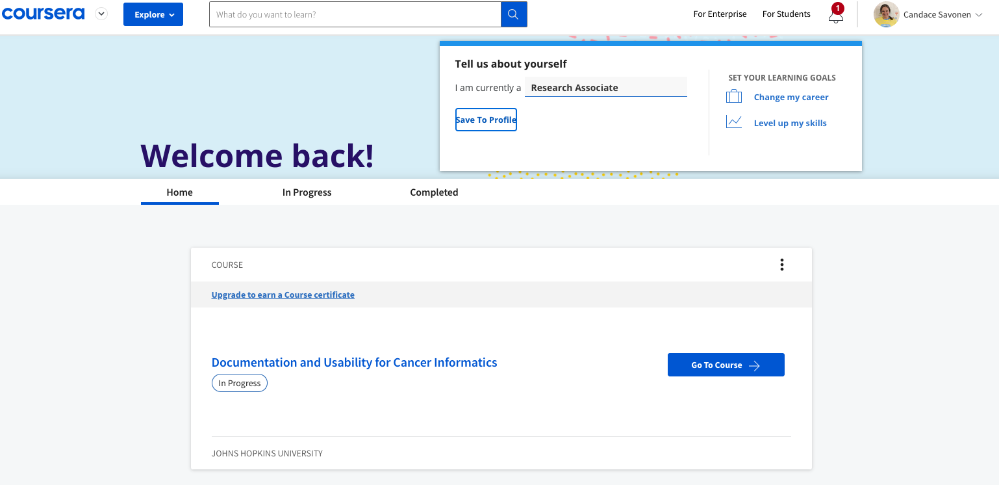 coursera
Explore
What do you want to learn?
For Enterprise
For Students
1
Candace Savonen
Tell us about yourself
I am currently a Research Associate
Save To Profile
SET YOUR LEARNING GOALS
Change my career
Level up my skills
Welcome back!
Home
In Progress
Completed
COURSE
Upgrade to earn a Course certificate
Documentation and Usability for Cancer Informatics
In Progress
Go To Course
JOHNS HOPKINS UNIVERSITY